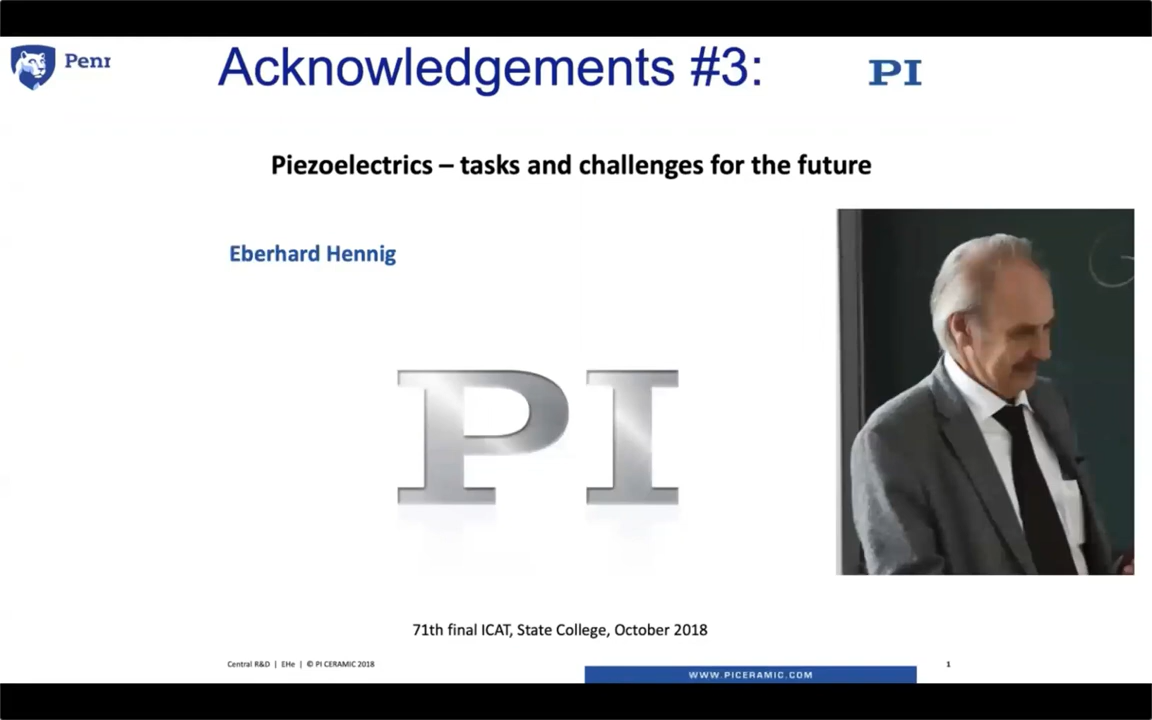 Penn
Acknowledgements #3:
PI
Piezoelectrics – tasks and challenges for the future
Eberhard Hennig
PI
71th final ICAT, State College, October 2018
Central R&D | EHe | © PI CERAMIC 2018
WWW.PICERAMIC.COM
1